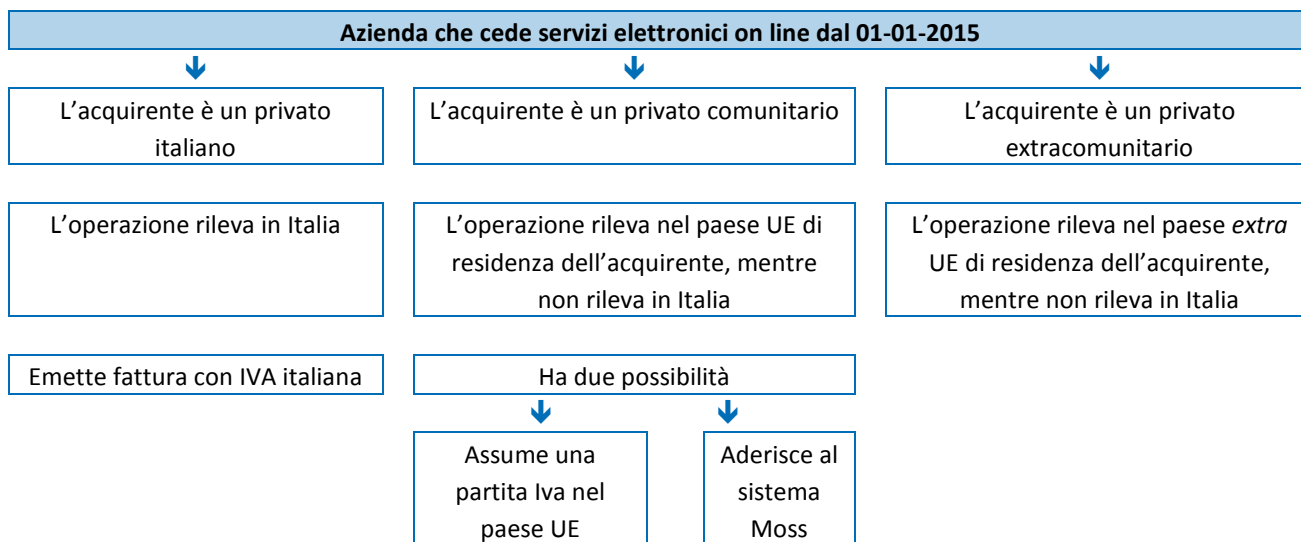 Azienda che cede servizi elettronici on line dal 01-01-2015
L'acquirente è un privato
italiano
L'acquirente è un privato comunitario
L'acquirente è un privato
extracomunitario
L'operazione rileva in Italia
L'operazione rileva nel paese UE di
residenza dell'acquirente, mentre
non rileva in Italia
L'operazione rileva nel paese extra
UE di residenza dell'acquirente,
mentre non rileva in Italia
Emette fattura con IVA italiana
Ha due possibilità
Assume una
partita Iva nel
paese UE
Aderisce al
sistema
Moss